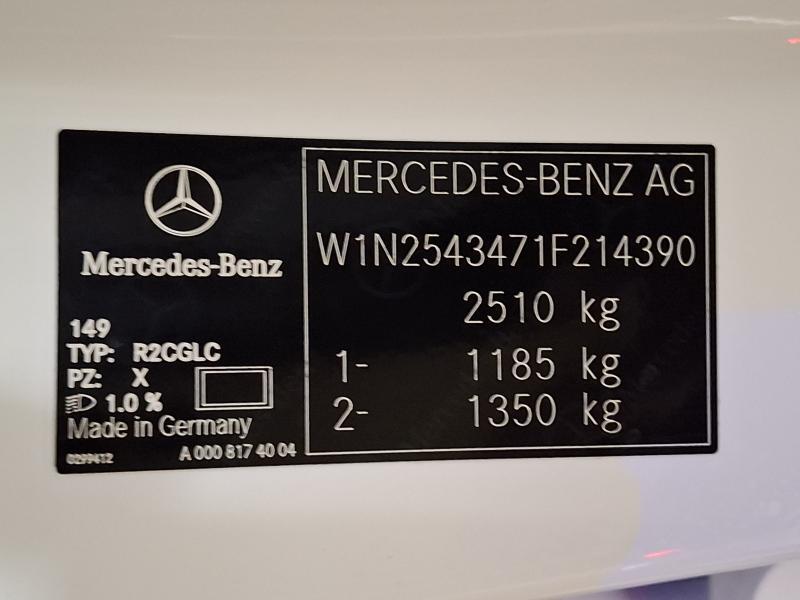 Mercedes-Benz
149
TYP: R2CGLC
PZ: X
1.0 %
Made in Germany
0299412
A 000 817 40 04
MERCEDES-BENZ AG
W1N2543471F214390
2510 kg
1- 1185 kg
2- 1350 kg